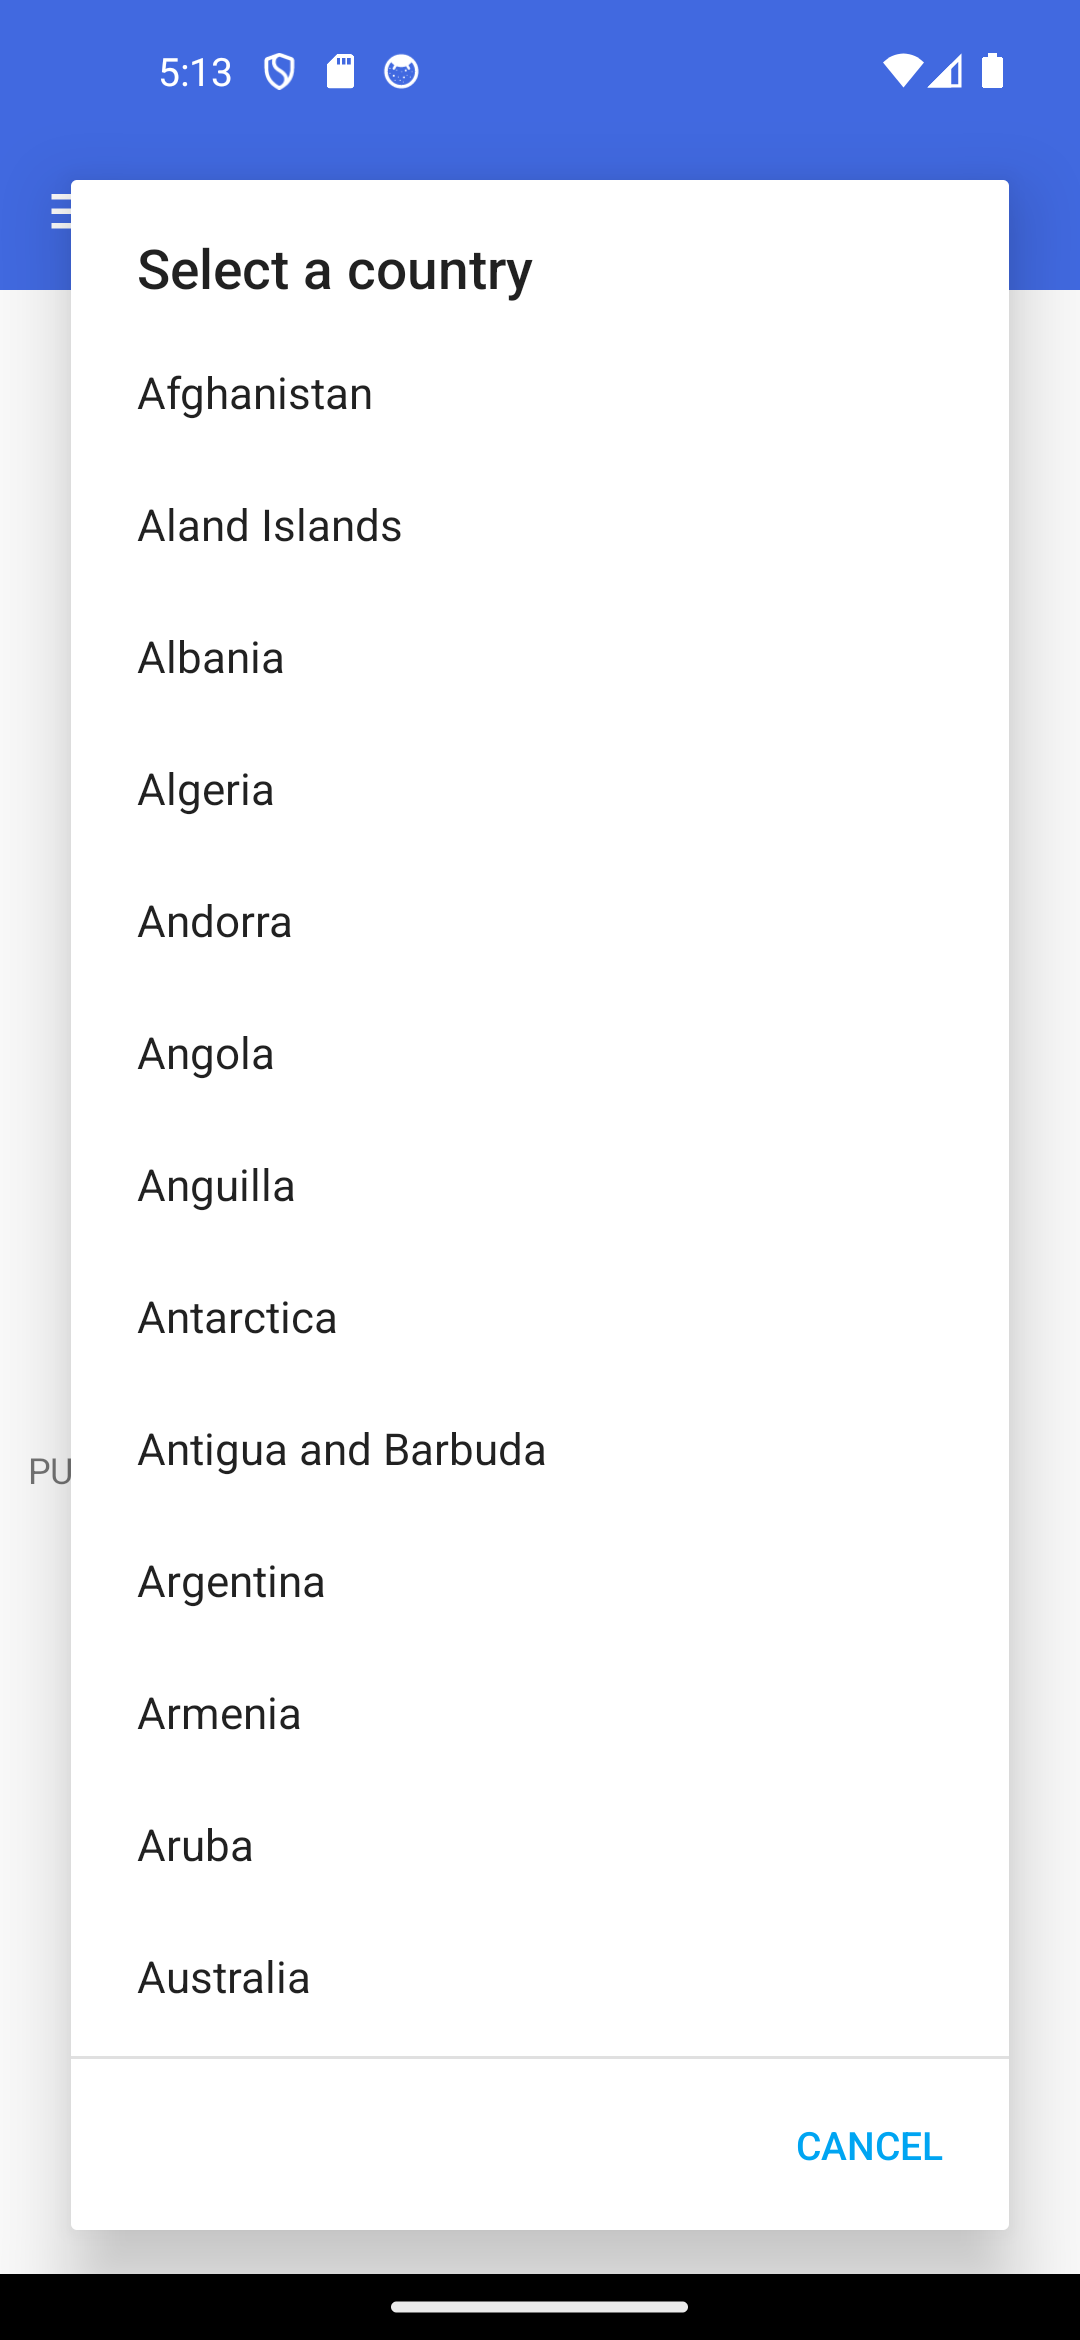 5:13
Select a country
Afghanistan
Aland Islands
Albania
Algeria
Andorra
Angola
Anguilla
Antarctica
Antigua and Barbuda
PU
Argentina
Armenia
Aruba
Australia
CANCEL